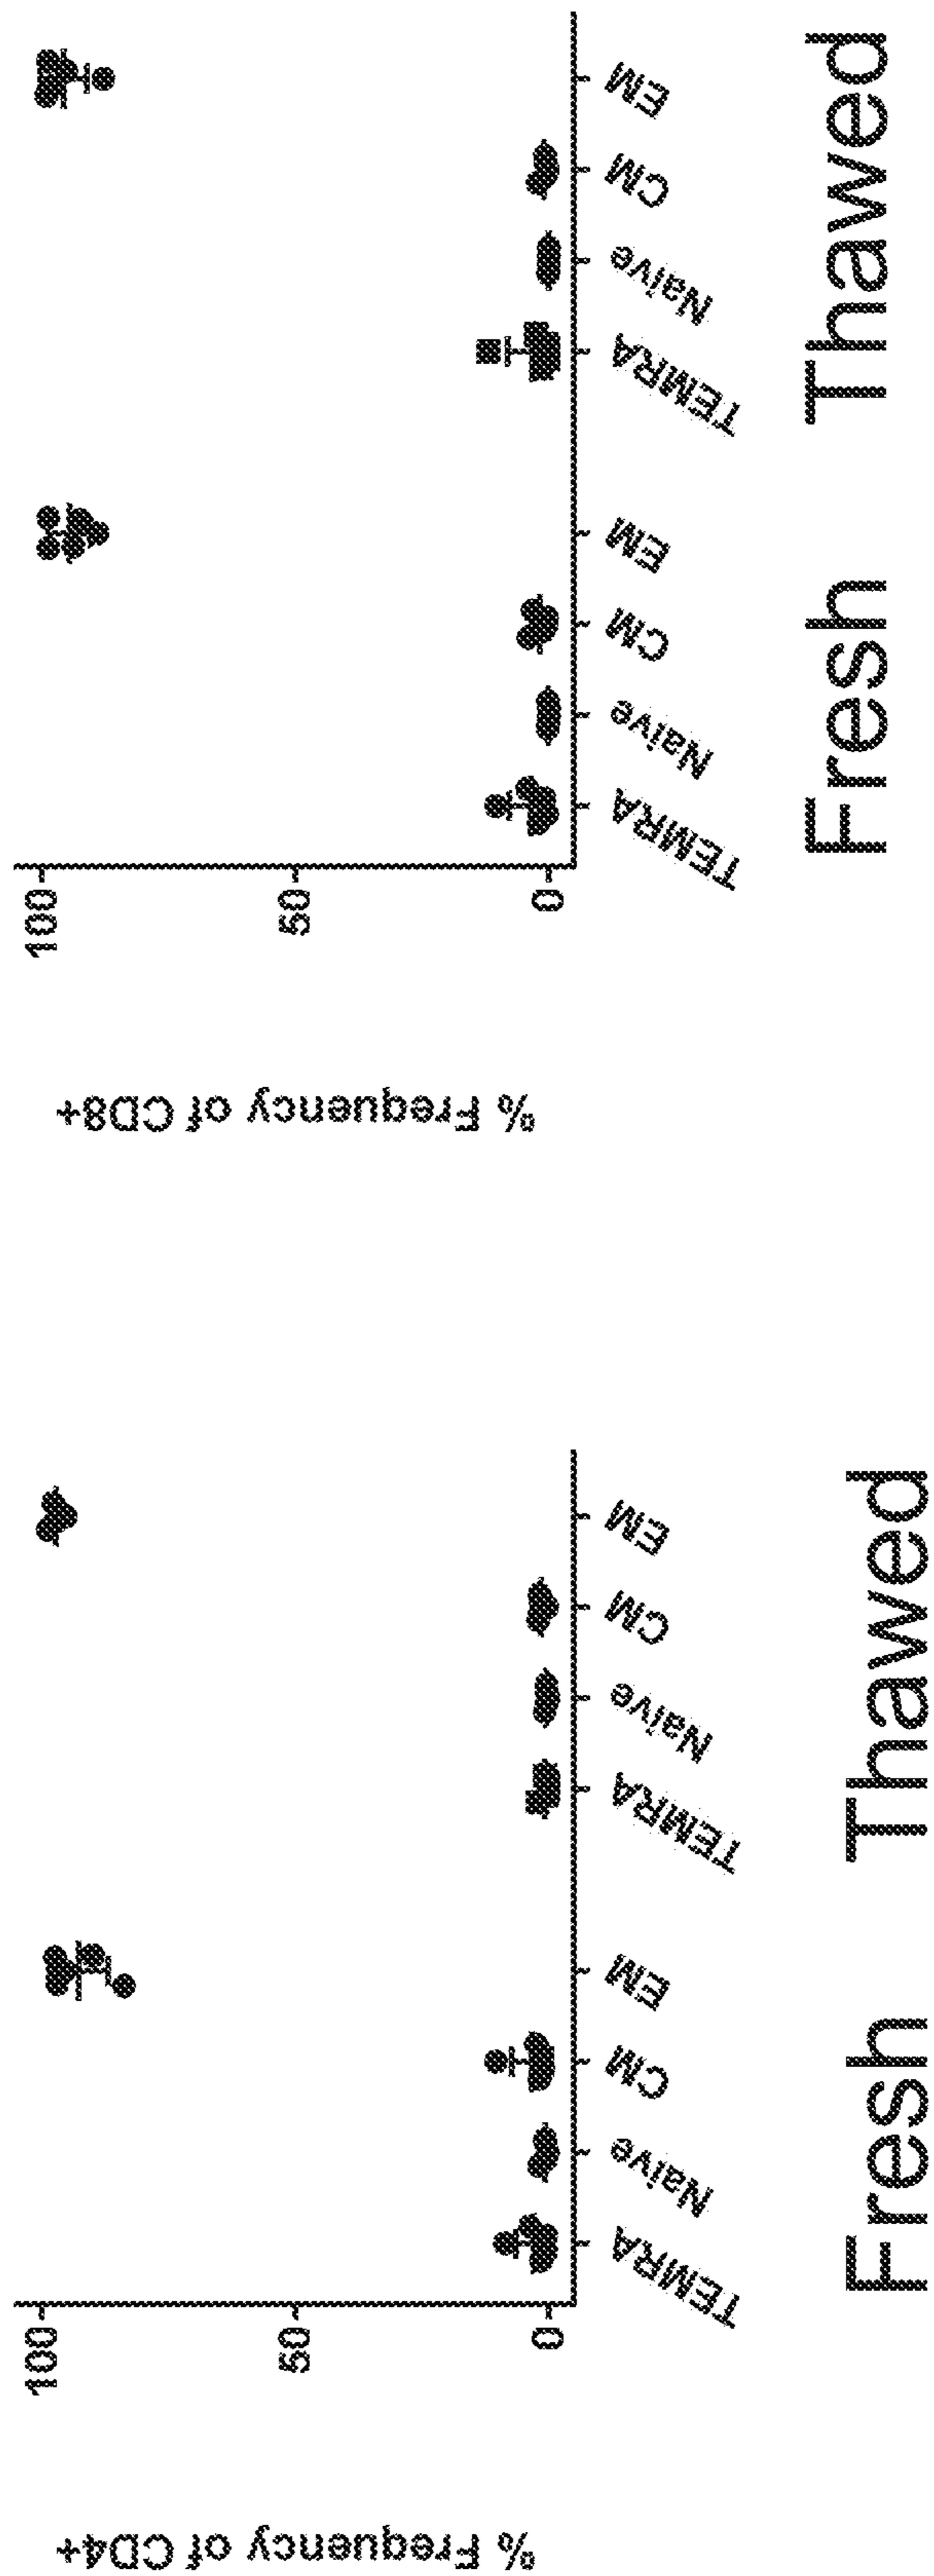 % Frequency of CD4+
100
50
0
TEMRA Naive CM EM TEMRA Naive CM EM
Fresh Thawed
% Frequency of CD8+
100
50
0
TEMRA Naive CM EM TEMRA Naive CM EM
Fresh Thawed